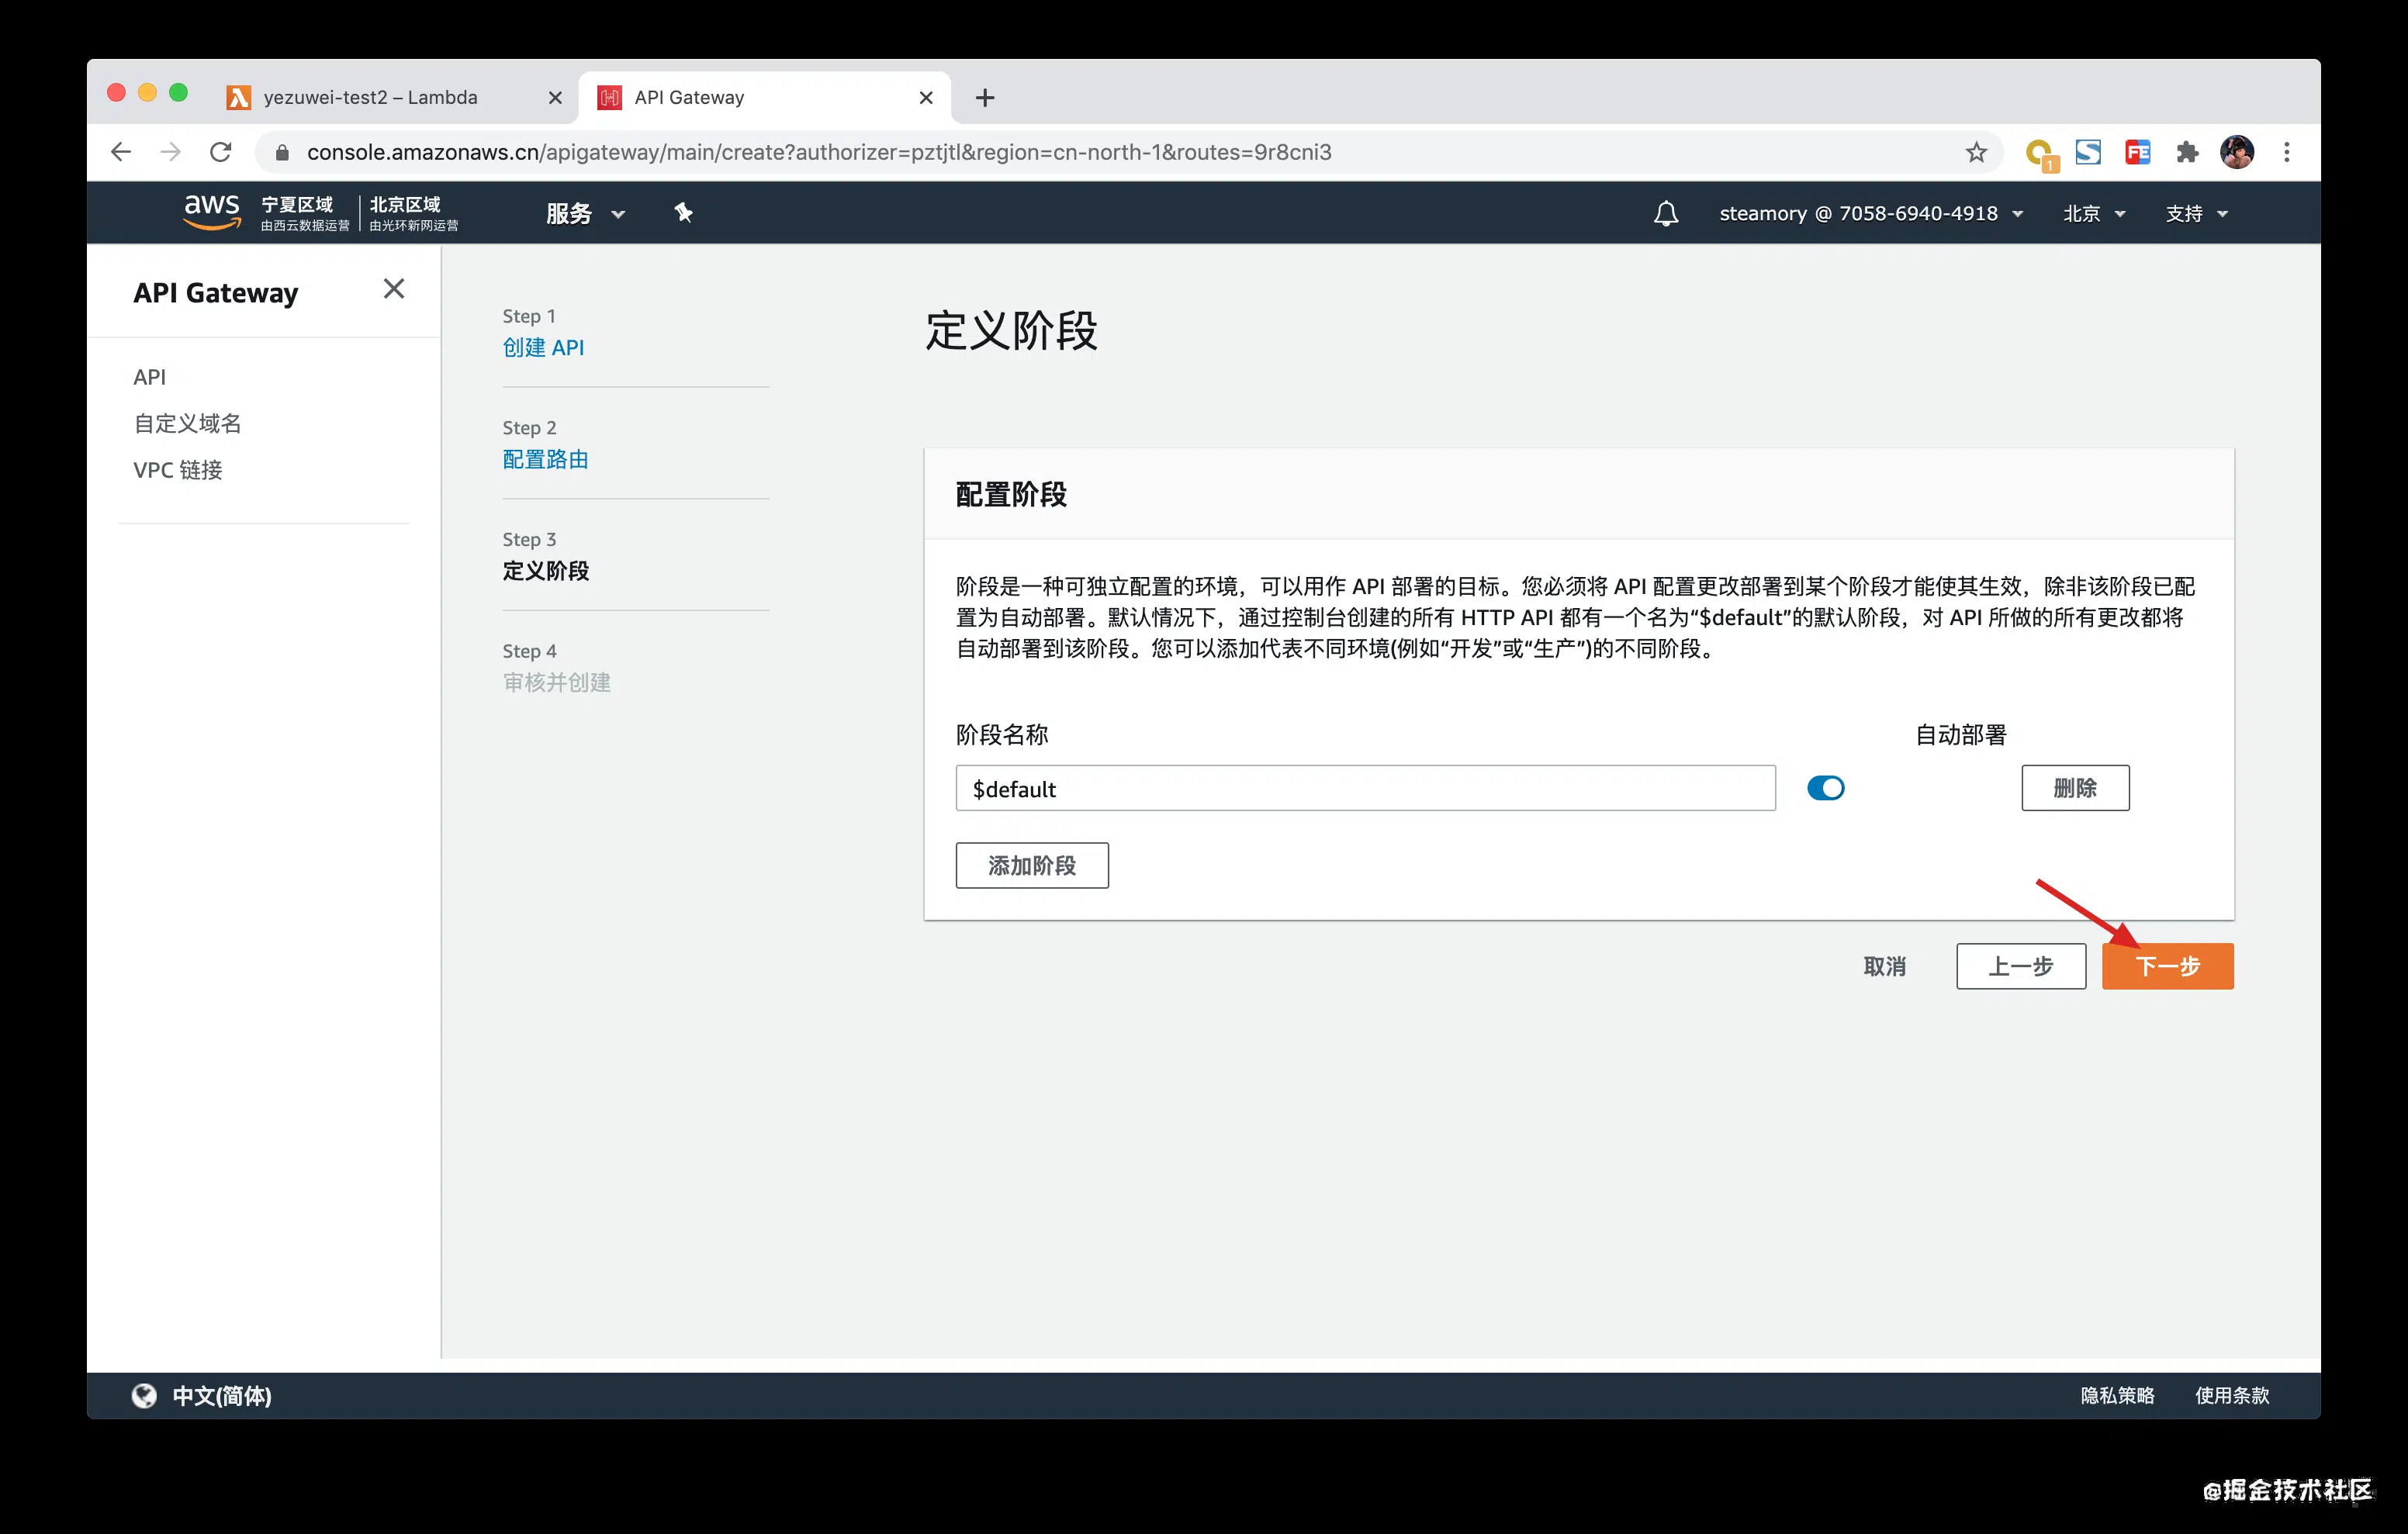 yezuwei-test2 – Lambda
API Gateway
console.amazonaws.cn/apigateway/main/create?authorizer=pztjtl&region=cn-north-1&routes=9r8cni3
1
FE
aws
宁夏区域
由西云数据运营
北京区域
由光环新网运营
服务
steamory @ 7058-6940-4918
北京
支持
API Gateway
API
自定义域名
VPC 链接
Step 1
创建 API
Step 2
配置路由
Step 3
定义阶段
Step 4
审核并创建
定义阶段
配置阶段
阶段是一种可独立配置的环境，可以用作 API 部署的目标。您必须将 API 配置更改部署到某个阶段才能使其生效，除非该阶段已配
置为自动部署。默认情况下，通过控制台创建的所有 HTTP API 都有一个名为“$default”的默认阶段，对 API 所做的所有更改都将
自动部署到该阶段。您可以添加代表不同环境(例如“开发”或“生产”)的不同阶段。
阶段名称
自动部署
$default
删除
添加阶段
取消
上一步
下一步
中文(简体)
隐私策略
使用条款
@掘金技术社区